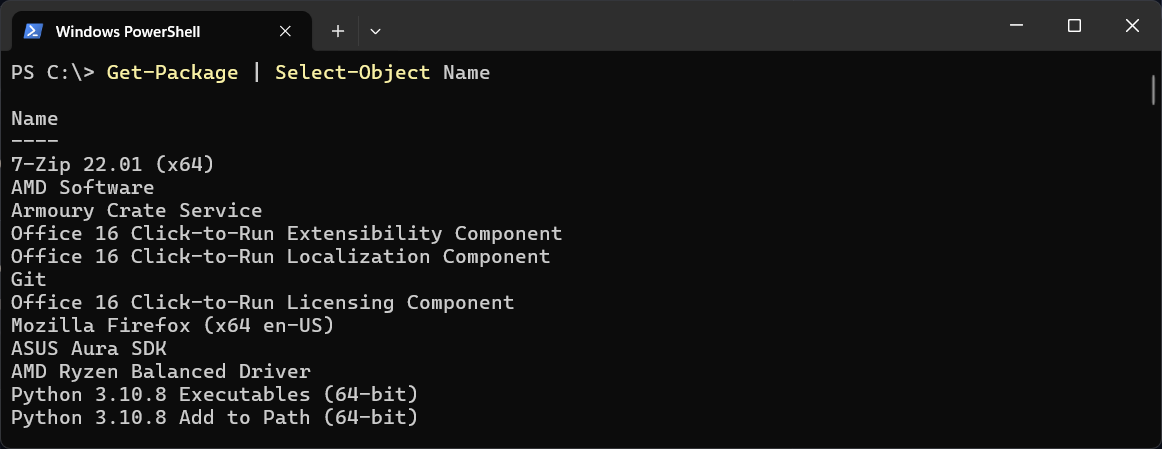 Windows PowerShell
PS C:\> Get-Package | Select-Object Name
Name
----
7-Zip 22.01 (x64)
AMD Software
Armoury Crate Service
Office 16 Click-to-Run Extensibility Component
Office 16 Click-to-Run Localization Component
Git
Office 16 Click-to-Run Licensing Component
Mozilla Firefox (x64 en-US)
ASUS Aura SDK
AMD Ryzen Balanced Driver
Python 3.10.8 Executables (64-bit)
Python 3.10.8 Add to Path (64-bit)